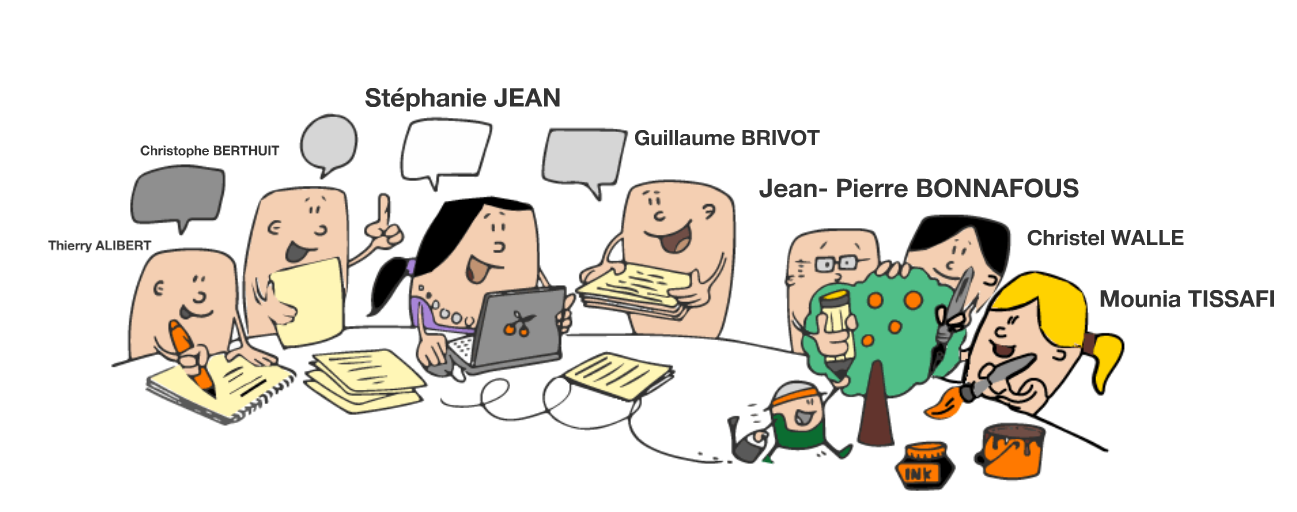 Stéphanie JEAN
Guillaume BRIVOT
Christophe BERTHUIT
Jean- Pierre BONNAFOUS
Thierry ALIBERT
Christel WALLE
Mounia TISSAFI
INK